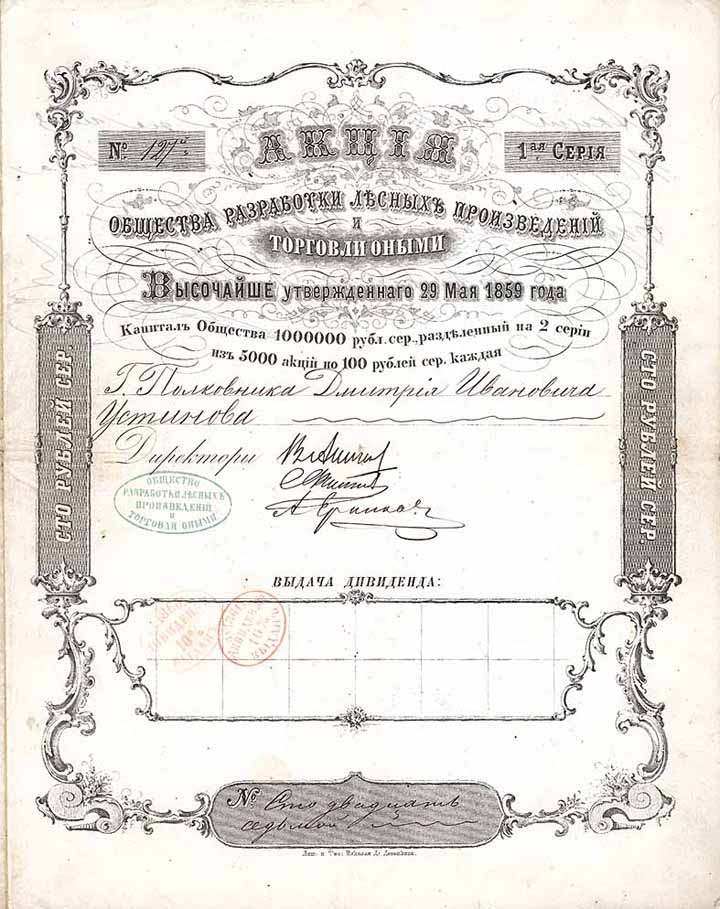 № 127й
АКЦІЯ
1ая СЕРІЯ
ОБЩЕСТВА РАЗРАБОТКИ ЛѢСНЫХЪ ПРОИЗВЕДЕНІЙ
И
ТОРГОВЛИ ОНЫМИ
ВЫСОЧАЙШЕ утвержденнаго 29 Мая 1859 года
Капиталъ Общества 1000000 рубл. сер., раздѣленный на 2 серіи
изъ 5000 акцій по 100 рублей сер. каждая
Г. Полковника Дмитрія Ивановича
Устинова
СТО РУБЛЕЙ СЕР.
СТО РУБЛЕЙ СЕР.
Директоры
ОБЩЕСТВО
РАЗРАБОТКИ ЛѢСНЫХЪ
ПРОИЗВЕДЕНІЙ
И
ТОРГОВЛИ ОНЫМИ
ВЫДАЧА ДИВИДЕНДА:
10%
№ Сто двадцать
седьмой